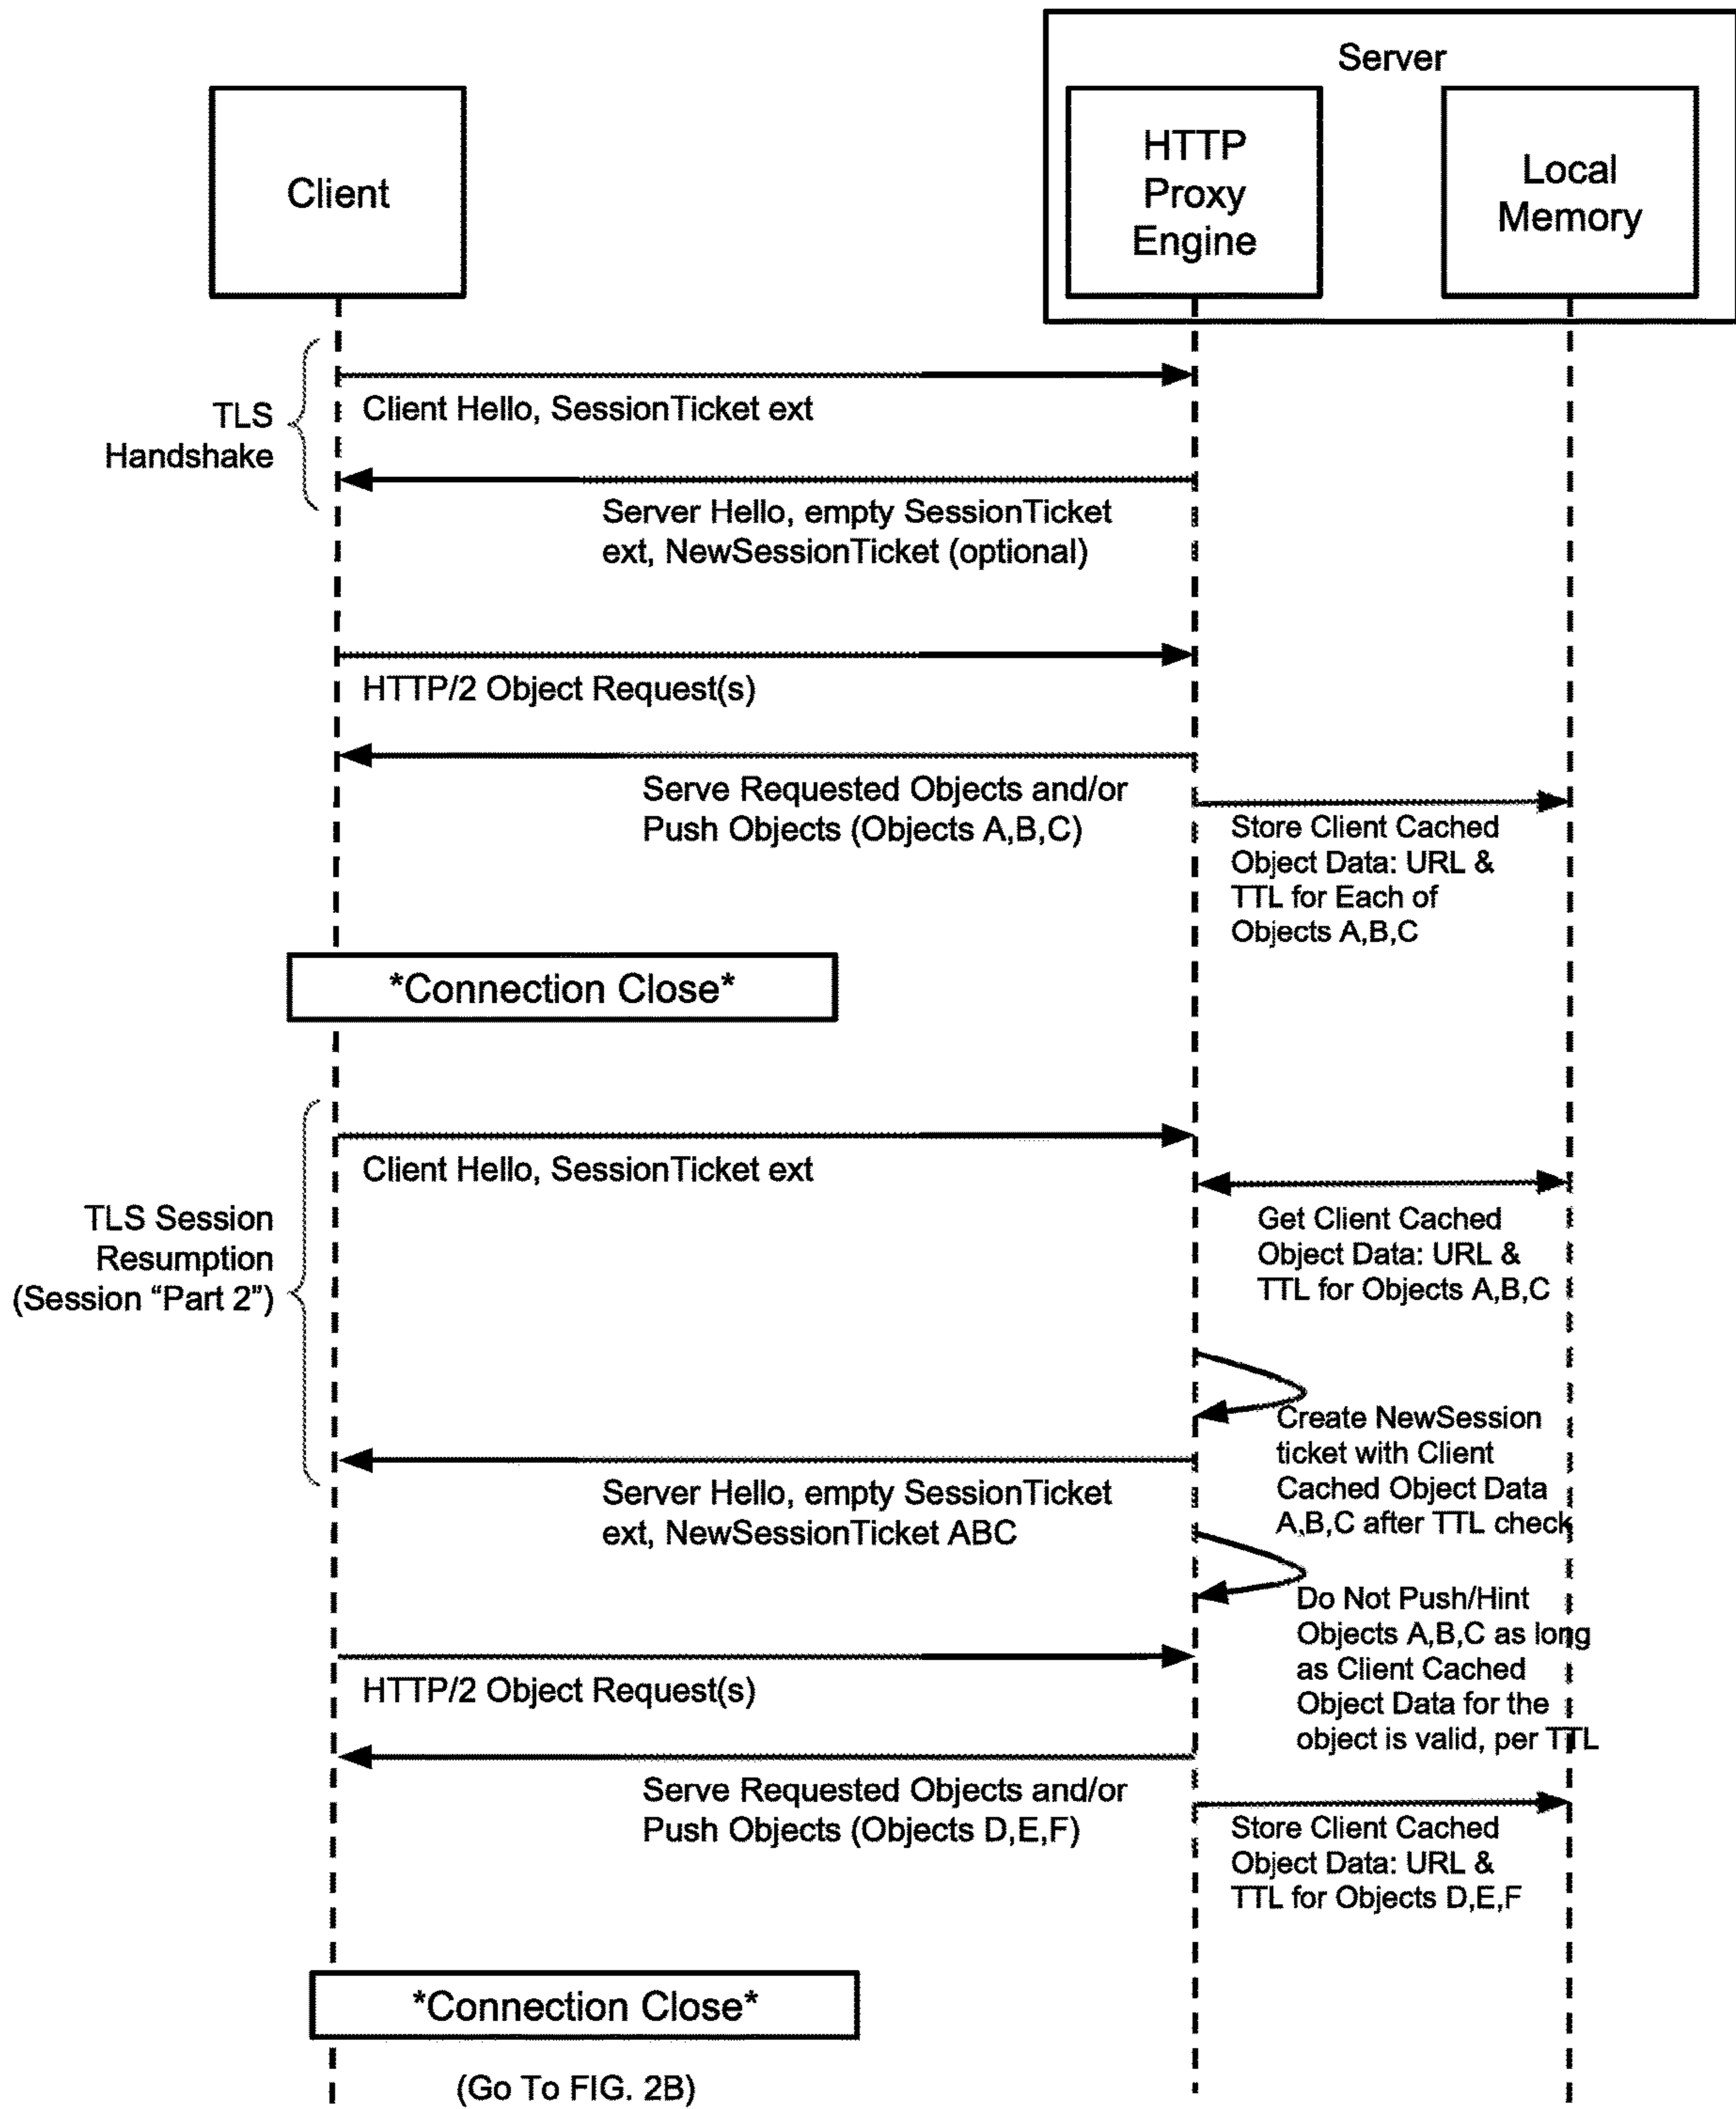 Server
Client
HTTP
Proxy
Engine
Local
Memory
TLS
Handshake
Client Hello, SessionTicket ext
Server Hello, empty SessionTicket
ext, NewSessionTicket (optional)
HTTP/2 Object Request(s)
Serve Requested Objects and/or
Push Objects (Objects A,B,C)
Store Client Cached
Object Data: URL &
TTL for Each of
Objects A,B,C
*Connection Close*
TLS Session
Resumption
(Session “Part 2”)
Client Hello, SessionTicket ext
Get Client Cached
Object Data: URL &
TTL for Objects A,B,C
Create NewSession
ticket with Client
Cached Object Data
A,B,C after TTL check
Server Hello, empty SessionTicket
ext, NewSessionTicket ABC
Do Not Push/Hint
Objects A,B,C as long
as Client Cached
Object Data for the
object is valid, per TTL
HTTP/2 Object Request(s)
Serve Requested Objects and/or
Push Objects (Objects D,E,F)
Store Client Cached
Object Data: URL &
TTL for Objects D,E,F
*Connection Close*
(Go To FIG. 2B)